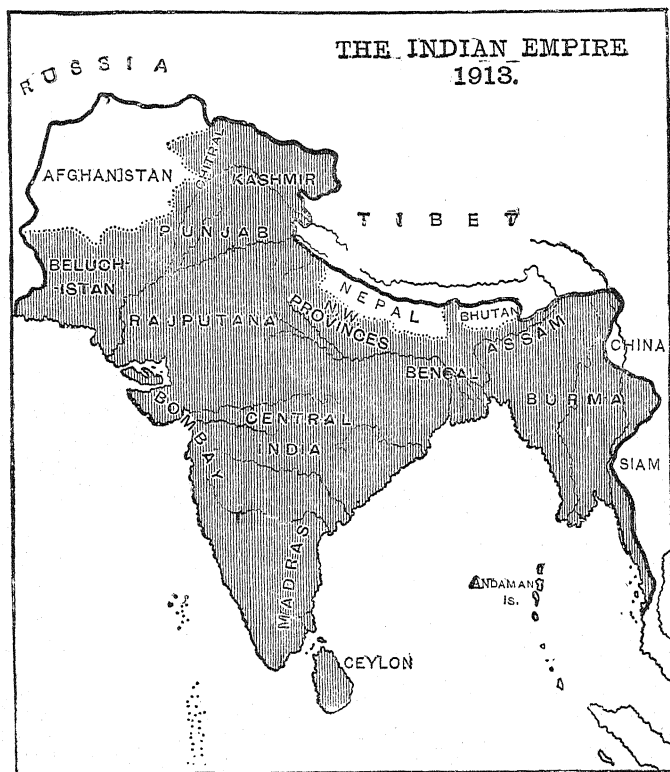 THE INDIAN EMPIRE
1913.
RUSSIA
AFGHANISTAN
CHITRAL
KASHMIR
TIBET
PUNJAB
BELUCH-
-ISTAN
NEPAL
N.W.
PROVINCES
BHUTAN
RAJPUTANA
ASSAM
CHINA
BENGAL
BURMA
BOMBAY
CENTRAL
INDIA
SIAM
MADRAS
ANDAMAN
Is.
CEYLON